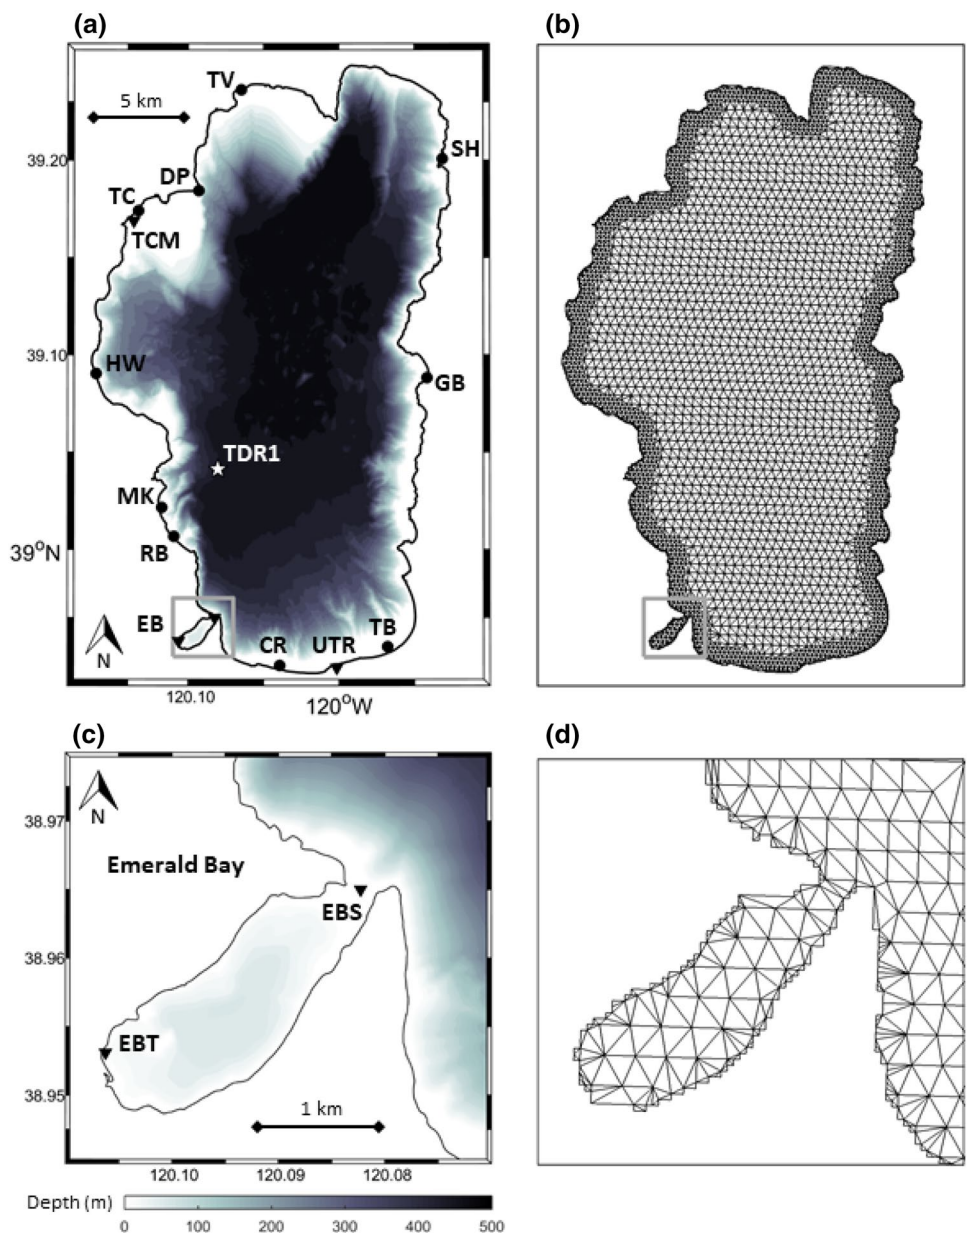 (a)
(b)
TV
5 km
39.20
SH
DP
TC
TCM
39.10
HW
GB
TDR1
MK
39°N
RB
EB
CR
UTR
TB
N
120.10
120°W
(c)
(d)
N
38.97
Emerald Bay
EBS
38.96
EBT
38.95
1 km
120.10
120.09
120.08
Depth (m)
0
100
200
300
400
500